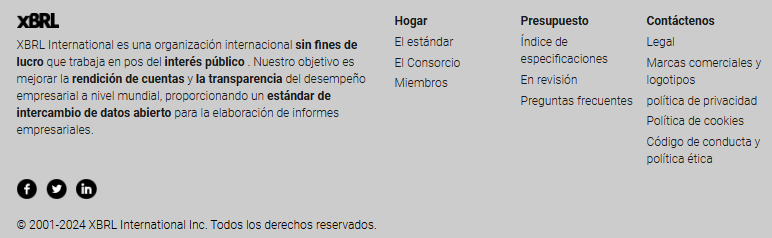 XBRL
XBRL International es una organización internacional sin fines de
lucro que trabaja en pos del interés público . Nuestro objetivo es
mejorar la rendición de cuentas y la transparencia del desempeño
empresarial a nivel mundial, proporcionando un estándar de
intercambio de datos abierto para la elaboración de informes
empresariales.
Hogar
El estándar
El Consorcio
Miembros
Presupuesto
Índice de
especificaciones
En revisión
Preguntas frecuentes
Contáctenos
Legal
Marcas comerciales y
logotipos
política de privacidad
Política de cookies
Código de conducta y
política ética
© 2001-2024 XBRL International Inc. Todos los derechos reservados.